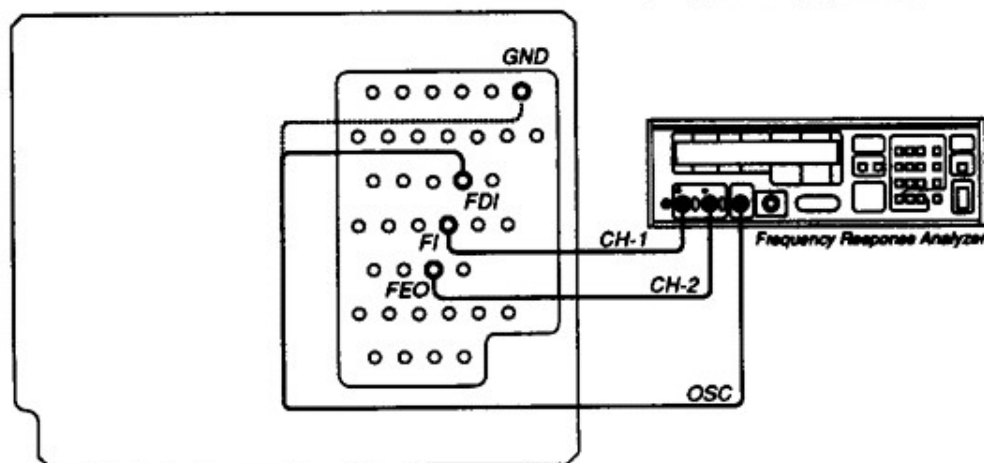 GND
FDI
FI
CH-1
Frequency Response Analyzer
FEO
CH-2
OSC